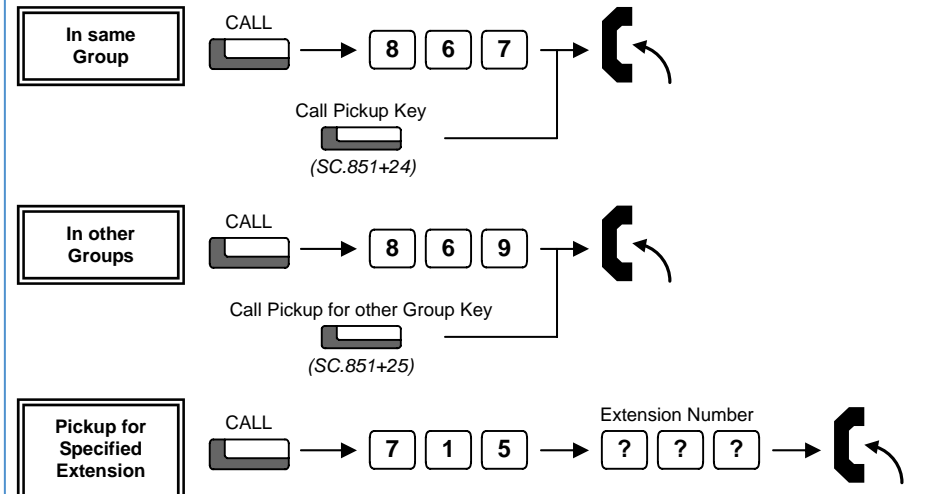 In same
Group
CALL
8 6 7
Call Pickup Key
(SC.851+24)
In other
Groups
CALL
8 6 9
Call Pickup for other Group Key
(SC.851+25)
Pickup for
Specified
Extension
CALL
7 1 5
Extension Number
? ? ?